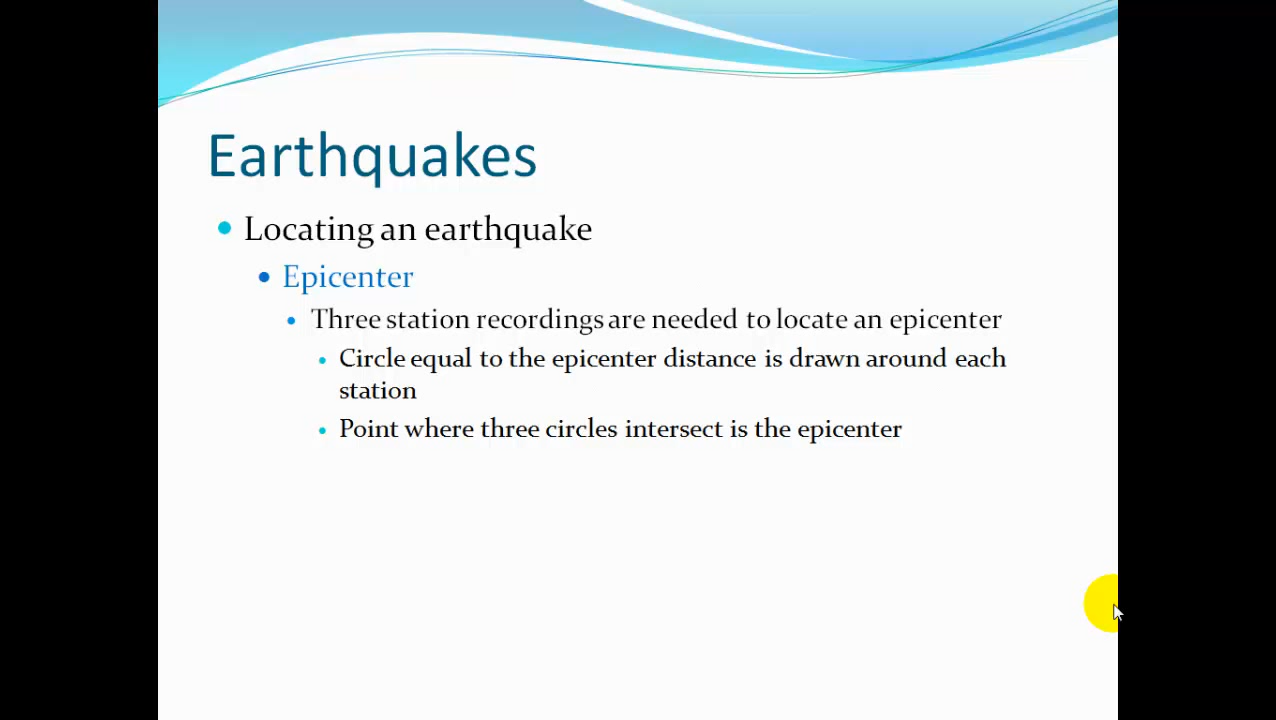 Earthquakes
Locating an earthquake
Epicenter
Three station recordings are needed to locate an epicenter
Circle equal to the epicenter distance is drawn around each
station
Point where three circles intersect is the epicenter